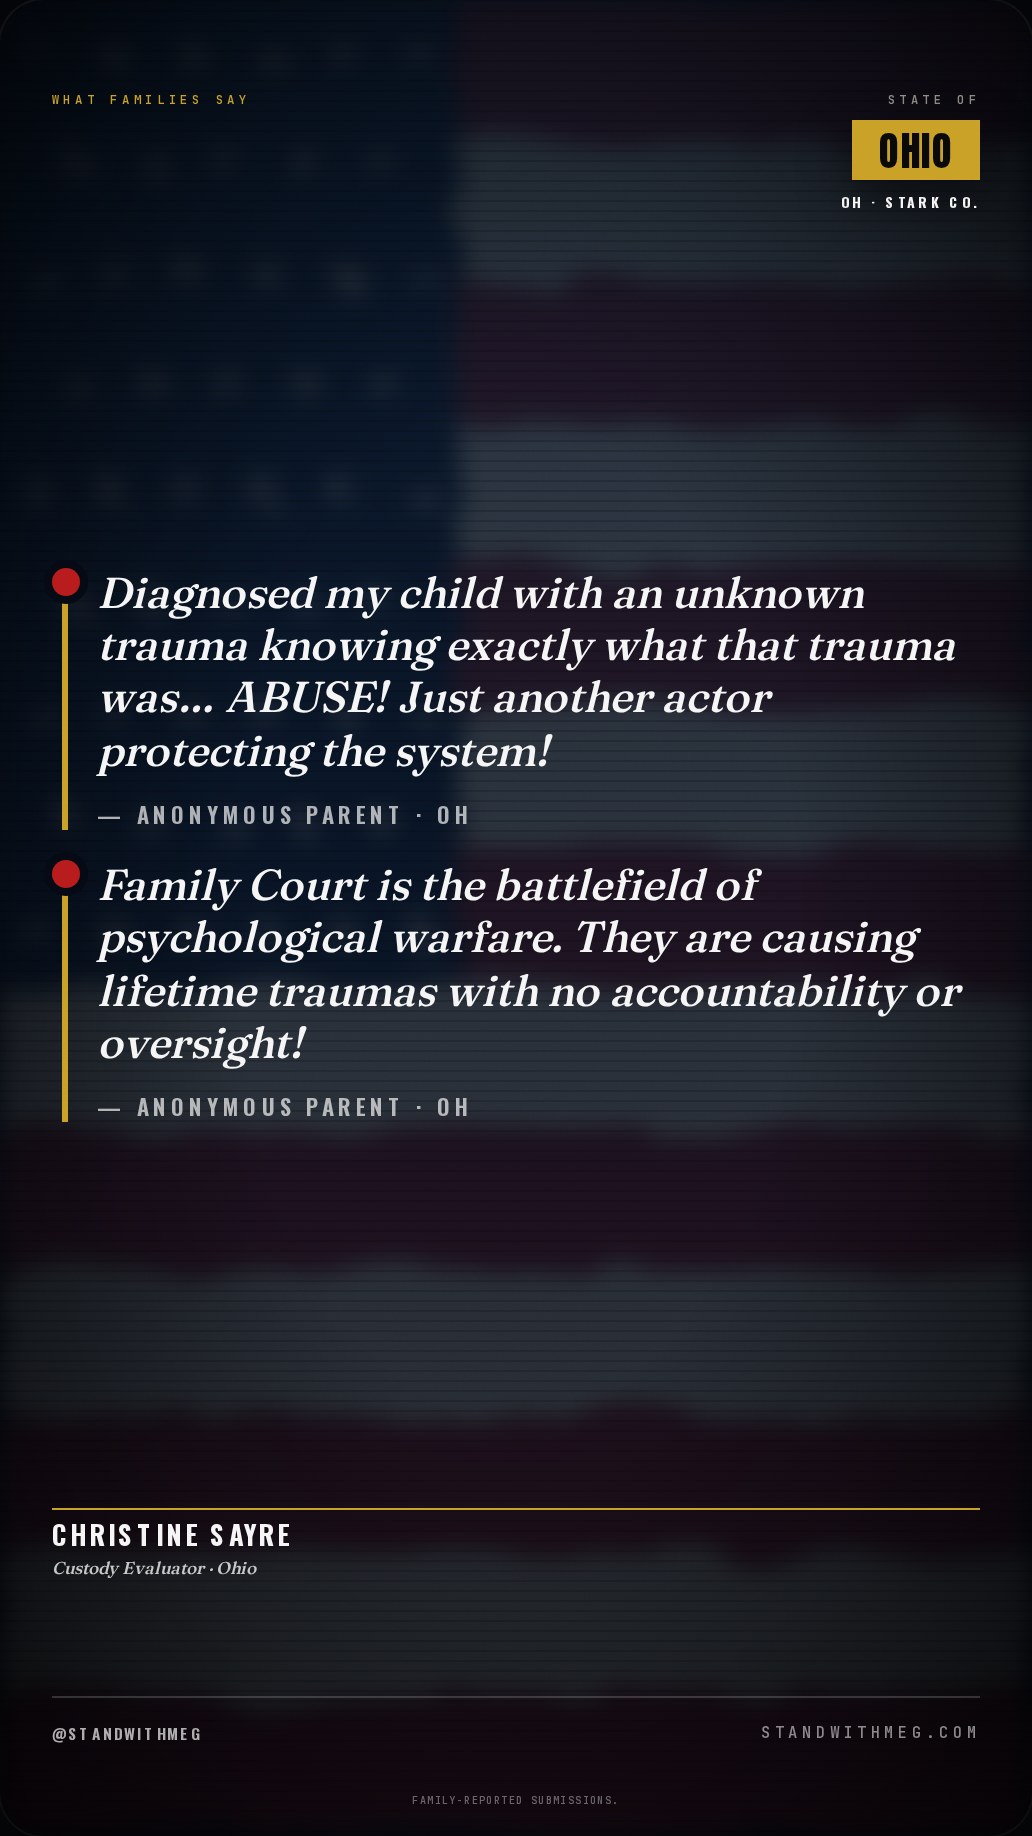 WHAT FAMILIES SAY
STATE OF
OHIO
OH · STARK CO.
Diagnosed my child with an unknown
trauma knowing exactly what that trauma
was... ABUSE! Just another actor
protecting the system!
— ANONYMOUS PARENT · OH
Family Court is the battlefield of
psychological warfare. They are causing
lifetime traumas with no accountability or
oversight!
— ANONYMOUS PARENT · OH
CHRISTINE SAYRE
Custody Evaluator · Ohio
@STANDWITHMEG
STANDWITHMEG.COM
FAMILY-REPORTED SUBMISSIONS.